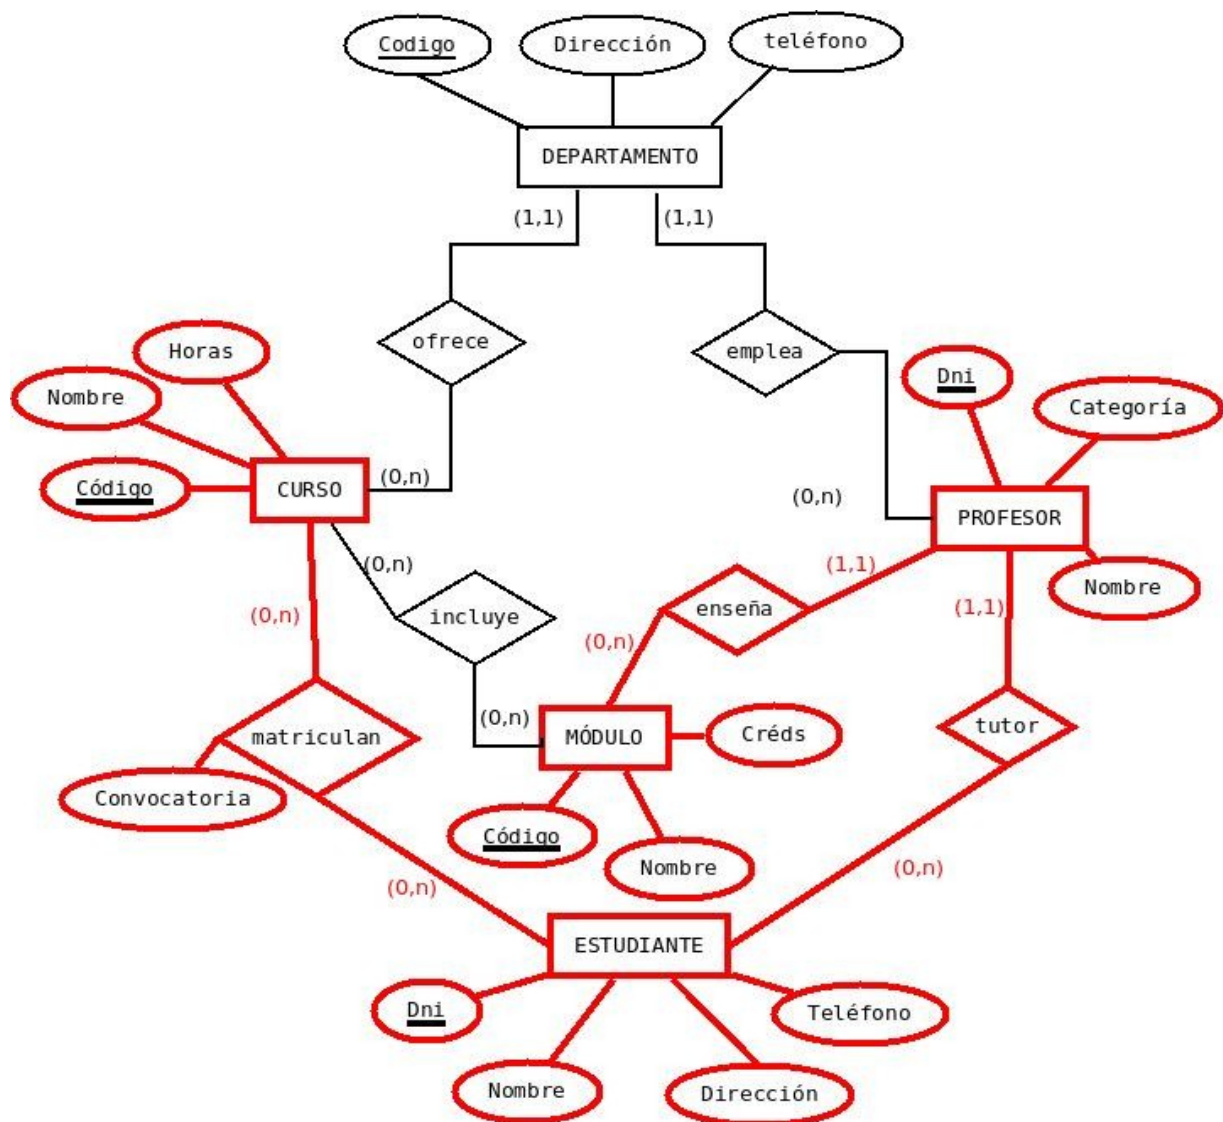 Codigo
Dirección
teléfono
DEPARTAMENTO
(1,1)
(1,1)
ofrece
emplea
Horas
Nombre
Código
CURSO
(0,n)
Dni
Categoría
(0,n)
PROFESOR
Nombre
(0,n)
incluye
enseña
(1,1)
(1,1)
(0,n)
(0,n)
(0,n)
matriculan
Convocatoria
MÓDULO
Créds
tutor
Código
Nombre
(0,n)
(0,n)
ESTUDIANTE
Dni
Teléfono
Nombre
Dirección